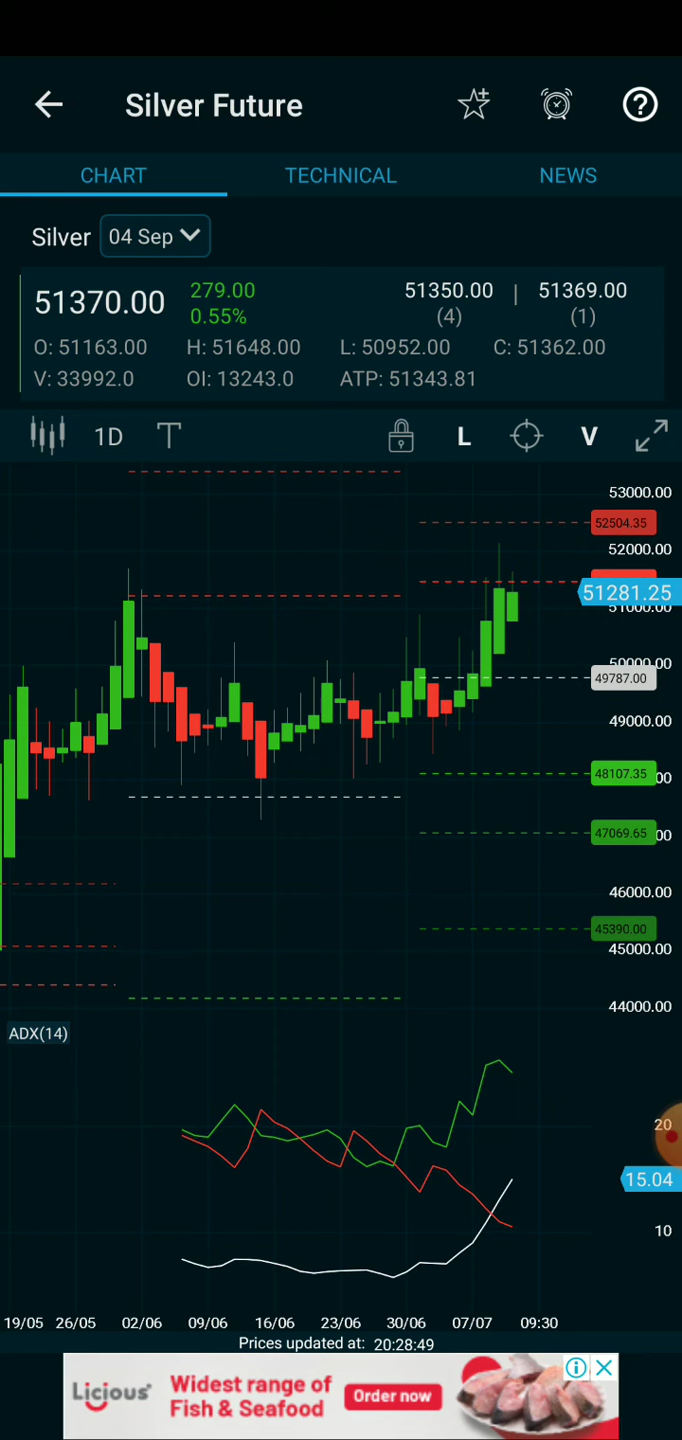 Silver Future
CHART TECHNICAL NEWS
Silver 04 Sep
51370.00 279.00 0.55% 51350.00 (4) | 51369.00 (1)
O: 51163.00 H: 51648.00 L: 50952.00 C: 51362.00
V: 33992.0 OI: 13243.0 ATP: 51343.81
1D T L V
53000.00
52504.35
52000.00
51281.25
51000.00
50000.00
49787.00
49000.00
48107.35
47069.65
46000.00
45390.00
45000.00
44000.00
ADX(14)
20
15.04
10
19/05 26/05 02/06 09/06 16/06 23/06 30/06 07/07 09:30
Prices updated at: 20:28:49
Licious®
Widest range of
Fish & Seafood
Order now